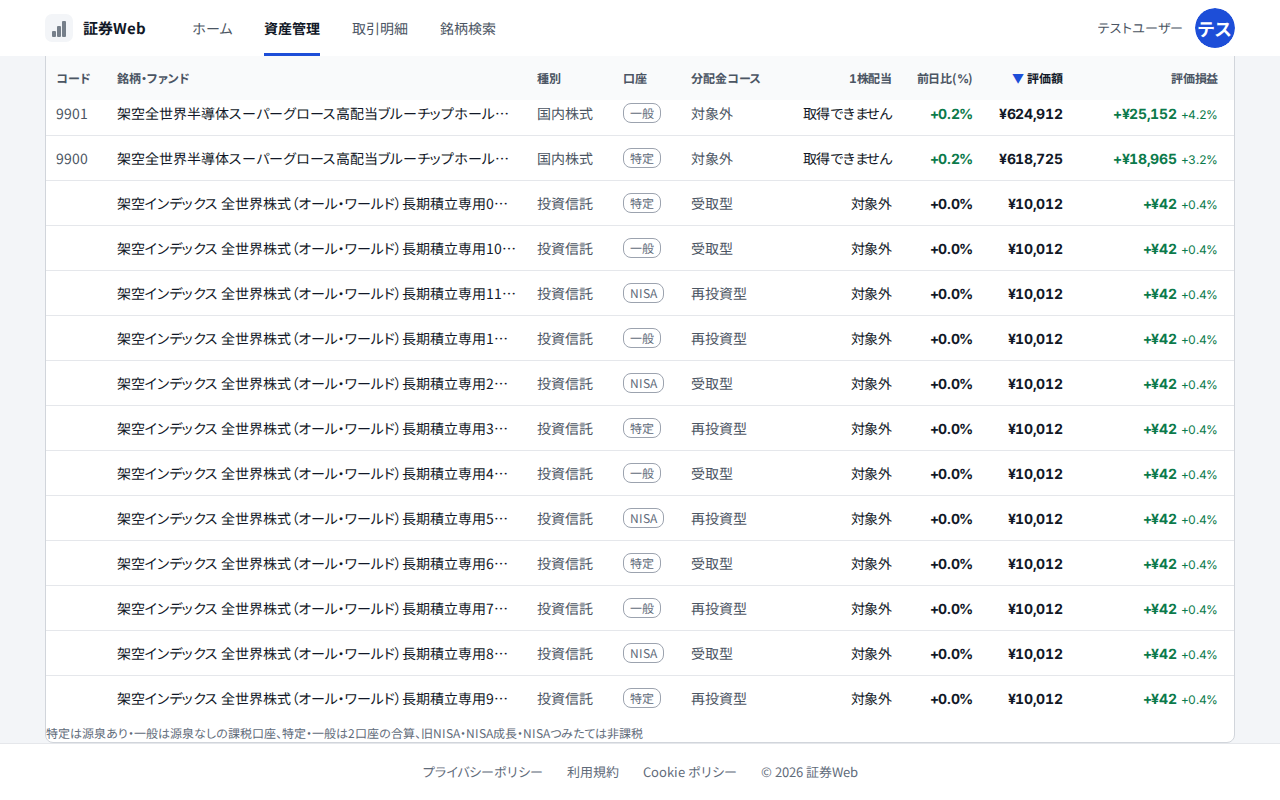 証券Web ホーム 資産管理 取引明細 銘柄検索 テストユーザー テス
コード 銘柄・ファンド 種別 口座 分配金コース 1株配当 前日比(%) ▼ 評価額 評価損益
9901 架空全世界半導体スーパーグロース高配当ブルーチップホール… 国内株式 一般 対象外 取得できません +0.2% ¥624,912 +¥25,152 +4.2%
9900 架空全世界半導体スーパーグロース高配当ブルーチップホール… 国内株式 特定 対象外 取得できません +0.2% ¥618,725 +¥18,965 +3.2%
架空インデックス 全世界株式（オール・ワールド）長期積立専用0… 投資信託 特定 受取型 対象外 +0.0% ¥10,012 +¥42 +0.4%
架空インデックス 全世界株式（オール・ワールド）長期積立専用10… 投資信託 一般 受取型 対象外 +0.0% ¥10,012 +¥42 +0.4%
架空インデックス 全世界株式（オール・ワールド）長期積立専用11… 投資信託 NISA 再投資型 対象外 +0.0% ¥10,012 +¥42 +0.4%
架空インデックス 全世界株式（オール・ワールド）長期積立専用1… 投資信託 一般 再投資型 対象外 +0.0% ¥10,012 +¥42 +0.4%
架空インデックス 全世界株式（オール・ワールド）長期積立専用2… 投資信託 NISA 受取型 対象外 +0.0% ¥10,012 +¥42 +0.4%
架空インデックス 全世界株式（オール・ワールド）長期積立専用3… 投資信託 特定 再投資型 対象外 +0.0% ¥10,012 +¥42 +0.4%
架空インデックス 全世界株式（オール・ワールド）長期積立専用4… 投資信託 一般 受取型 対象外 +0.0% ¥10,012 +¥42 +0.4%
架空インデックス 全世界株式（オール・ワールド）長期積立専用5… 投資信託 NISA 再投資型 対象外 +0.0% ¥10,012 +¥42 +0.4%
架空インデックス 全世界株式（オール・ワールド）長期積立専用6… 投資信託 特定 受取型 対象外 +0.0% ¥10,012 +¥42 +0.4%
架空インデックス 全世界株式（オール・ワールド）長期積立専用7… 投資信託 一般 再投資型 対象外 +0.0% ¥10,012 +¥42 +0.4%
架空インデックス 全世界株式（オール・ワールド）長期積立専用8… 投資信託 NISA 受取型 対象外 +0.0% ¥10,012 +¥42 +0.4%
架空インデックス 全世界株式（オール・ワールド）長期積立専用9… 投資信託 特定 再投資型 対象外 +0.0% ¥10,012 +¥42 +0.4%
特定は源泉あり・一般は源泉なしの課税口座、特定・一般は2口座の合算、旧NISA・NISA成長・NISAつみたては非課税
プライバシーポリシー 利用規約 Cookie ポリシー © 2026 証券Web